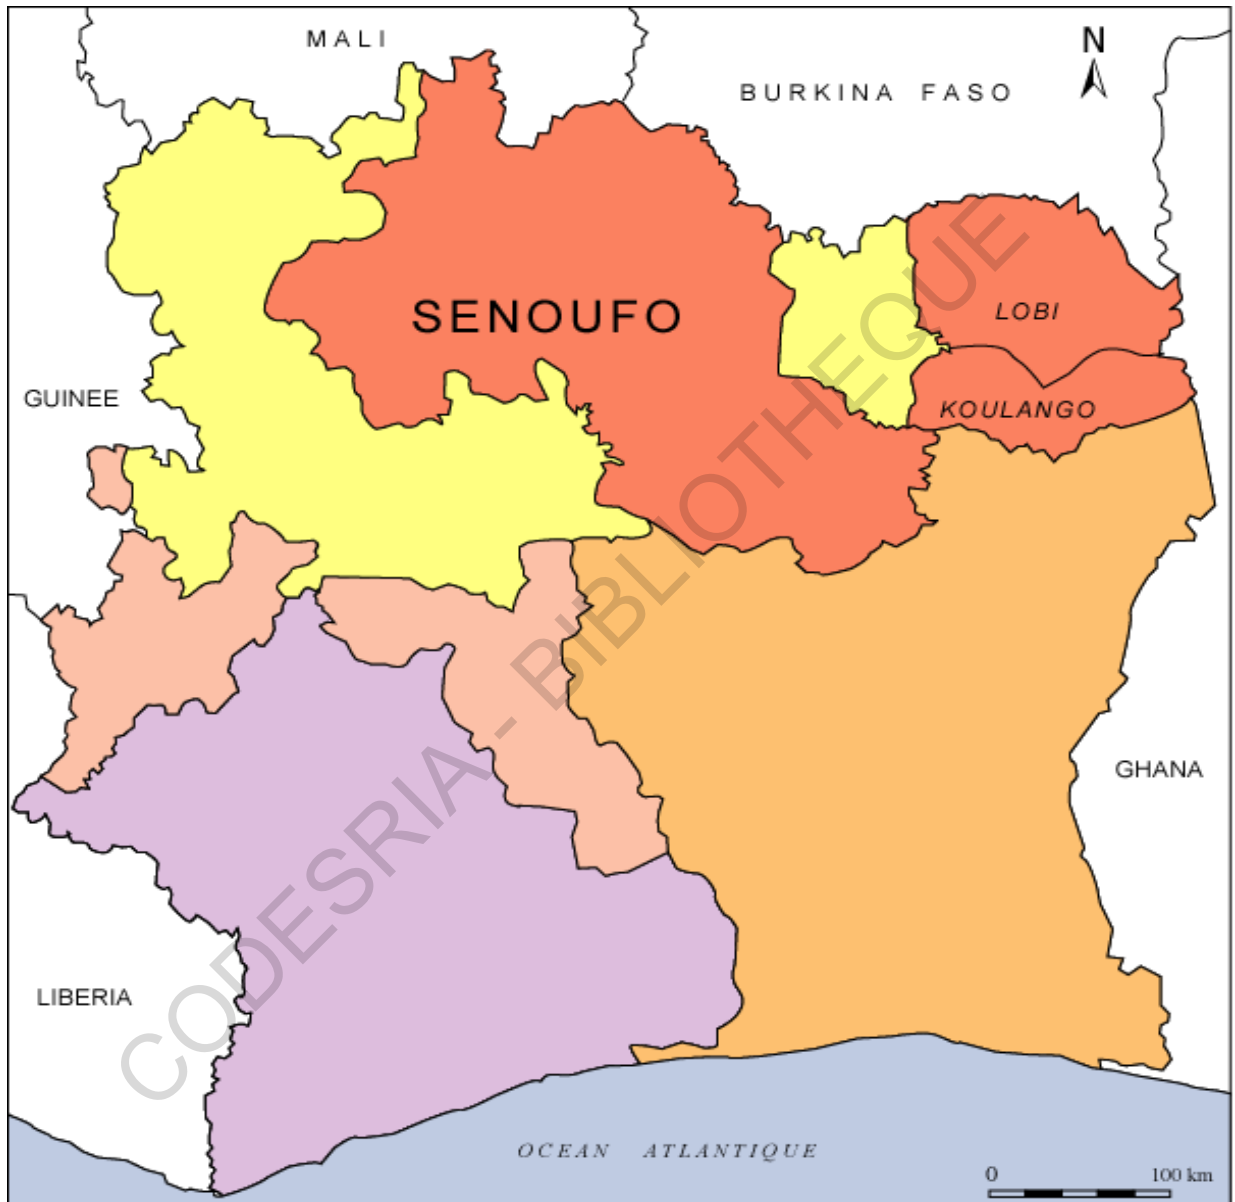 MALI
N
BURKINA FASO
SENOUFO
LOBI
GUINEE
KOULANGO
GHANA
LIBERIA
OCEAN ATLANTIQUE
0 100 km
CODESRIA - BIBLIOTHEQUE